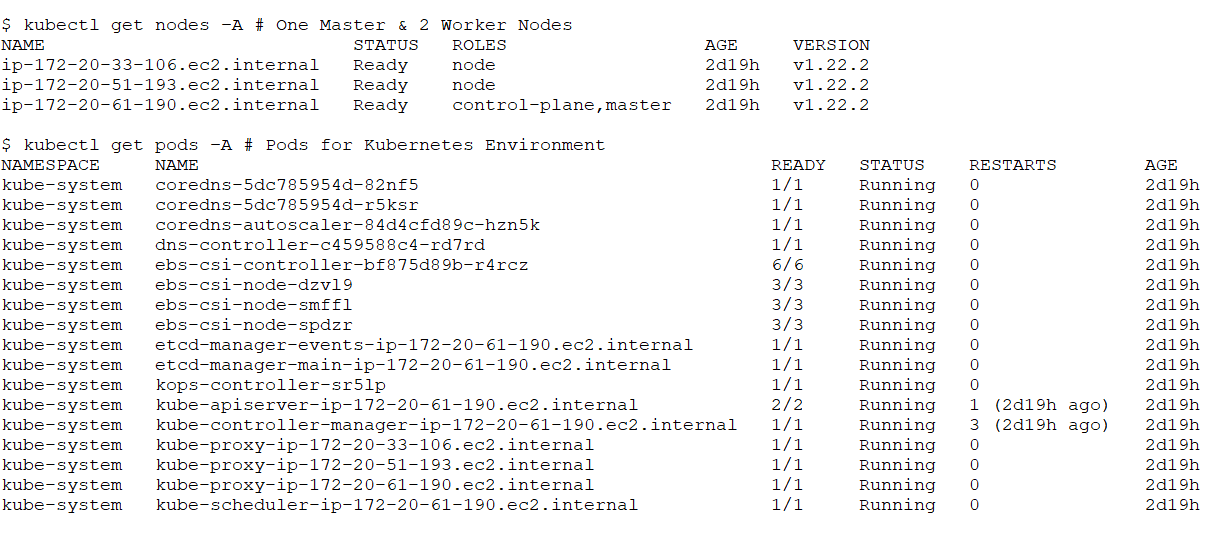 $ kubectl get nodes -A # One Master & 2 Worker Nodes
NAME STATUS ROLES AGE VERSION
ip-172-20-33-106.ec2.internal Ready node 2d19h v1.22.2
ip-172-20-51-193.ec2.internal Ready node 2d19h v1.22.2
ip-172-20-61-190.ec2.internal Ready control-plane,master 2d19h v1.22.2
$ kubectl get pods -A # Pods for Kubernetes Environment
NAMESPACE NAME READY STATUS RESTARTS AGE
kube-system coredns-5dc785954d-82nf5 1/1 Running 0 2d19h
kube-system coredns-5dc785954d-r5ksr 1/1 Running 0 2d19h
kube-system coredns-autoscaler-84d4cfd89c-hzn5k 1/1 Running 0 2d19h
kube-system dns-controller-c459588c4-rd7rd 1/1 Running 0 2d19h
kube-system ebs-csi-controller-bf875d89b-r4rcz 6/6 Running 0 2d19h
kube-system ebs-csi-node-dzvl9 3/3 Running 0 2d19h
kube-system ebs-csi-node-smffl 3/3 Running 0 2d19h
kube-system ebs-csi-node-spdzr 3/3 Running 0 2d19h
kube-system etcd-manager-events-ip-172-20-61-190.ec2.internal 1/1 Running 0 2d19h
kube-system etcd-manager-main-ip-172-20-61-190.ec2.internal 1/1 Running 0 2d19h
kube-system kops-controller-sr5lp 1/1 Running 0 2d19h
kube-system kube-apiserver-ip-172-20-61-190.ec2.internal 2/2 Running 1 (2d19h ago) 2d19h
kube-system kube-controller-manager-ip-172-20-61-190.ec2.internal 1/1 Running 3 (2d19h ago) 2d19h
kube-system kube-proxy-ip-172-20-33-106.ec2.internal 1/1 Running 0 2d19h
kube-system kube-proxy-ip-172-20-51-193.ec2.internal 1/1 Running 0 2d19h
kube-system kube-proxy-ip-172-20-61-190.ec2.internal 1/1 Running 0 2d19h
kube-system kube-scheduler-ip-172-20-61-190.ec2.internal 1/1 Running 0 2d19h